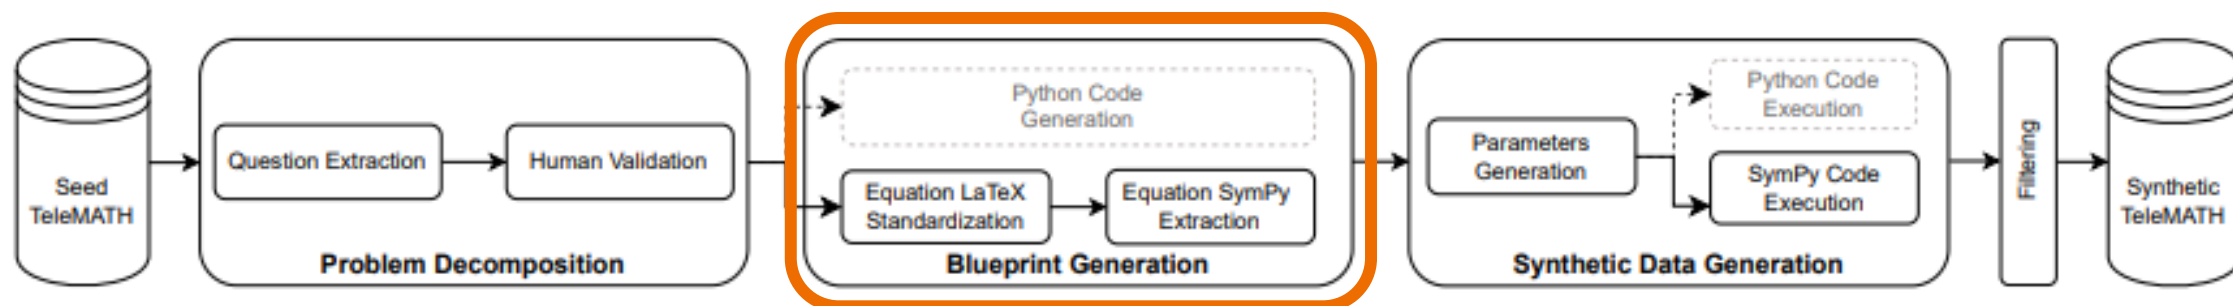 Seed
TeleMATH
Question Extraction
Human Validation
Problem Decomposition
Python Code
Generation
Equation LaTeX
Standardization
Equation SymPy
Extraction
Blueprint Generation
Parameters
Generation
Python Code
Execution
SymPy Code
Execution
Synthetic Data Generation
Filtering
Synthetic
TeleMATH